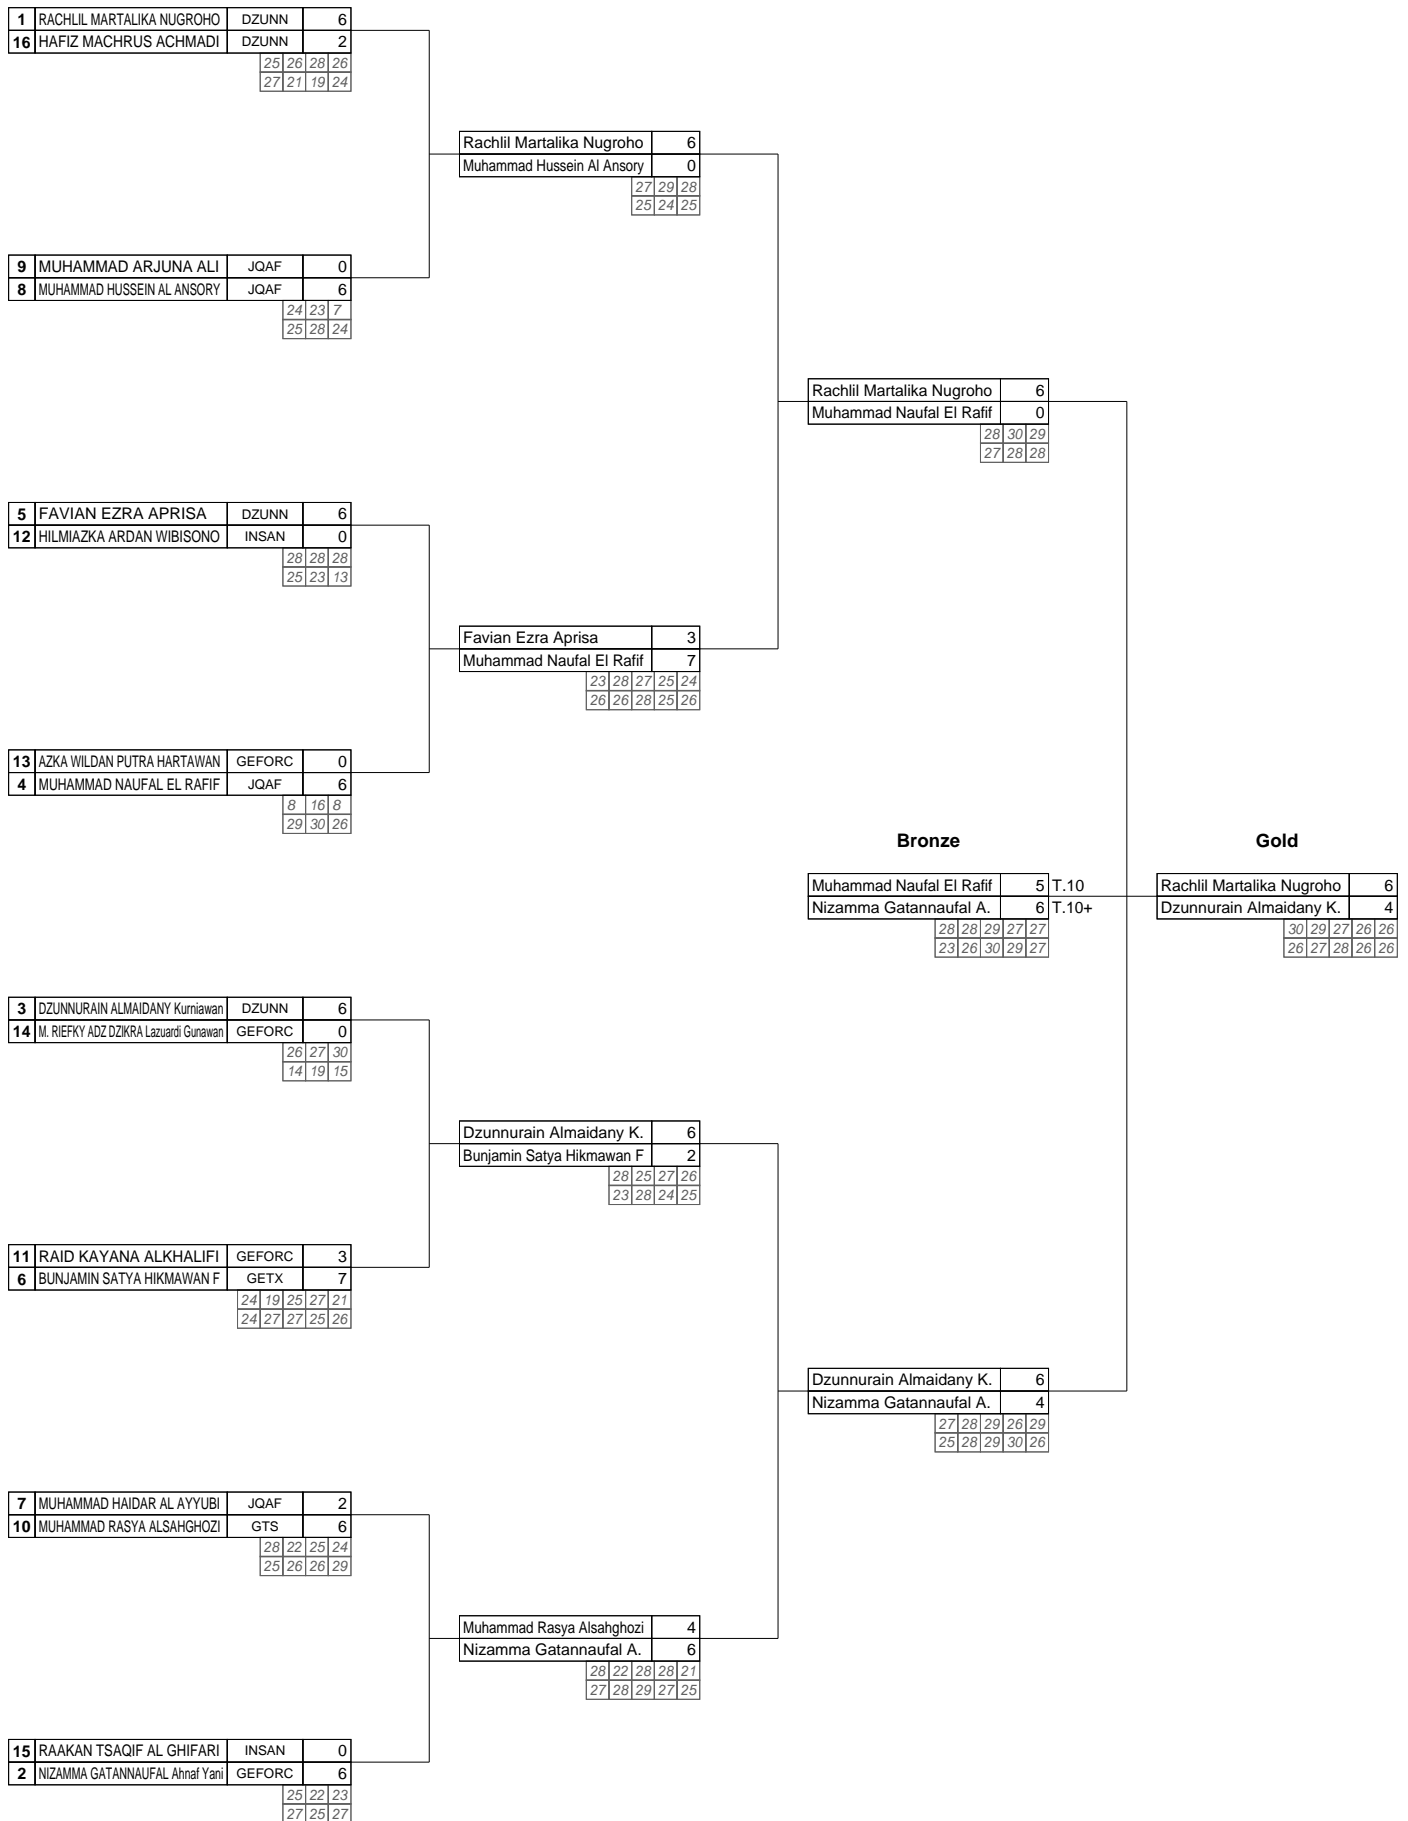 1 RACHLIL MARTALIKA NUGROHO DZUNN 6
16 HAFIZ MACHRUS ACHMADI DZUNN 2
25 26 28 26
27 21 19 24
Rachlil Martalika Nugroho 6
Muhammad Hussein Al Ansory 0
27 29 28
25 24 25
9 MUHAMMAD ARJUNA ALI JQAF 0
8 MUHAMMAD HUSSEIN AL ANSORY JQAF 6
24 23 7
25 28 24
Rachlil Martalika Nugroho 6
Muhammad Naufal El Rafif 0
28 30 29
27 28 28
5 FAVIAN EZRA APRISA DZUNN 6
12 HILMIAZKA ARDAN WIBISONO INSAN 0
28 28 28
25 23 13
Favian Ezra Aprisa 3
Muhammad Naufal El Rafif 7
23 28 27 25 24
26 26 28 25 26
13 AZKA WILDAN PUTRA HARTAWAN GEFORC 0
4 MUHAMMAD NAUFAL EL RAFIF JQAF 6
8 16 8
29 30 26
Bronze Gold
Muhammad Naufal El Rafif 5 T.10 Rachlil Martalika Nugroho 6
Nizamma Gatannaufal A. 6 T.10+ Dzunnurain Almaidany K. 4
28 28 29 27 27 30 29 27 26 26
23 26 30 29 27 26 27 28 26 26
3 DZUNNURAIN ALMAIDANY Kurniawan DZUNN 6
14 M. RIEFKY ADZ DZIKRA Lazuardi Gunawan GEFORC 0
26 27 30
14 19 15
Dzunnurain Almaidany K. 6
Bunjamin Satya Hikmawan F 2
28 25 27 26
23 28 24 25
11 RAID KAYANA ALKHALIFI GEFORC 3
6 BUNJAMIN SATYA HIKMAWAN F GETX 7
24 19 25 27 21
24 27 27 25 26
Dzunnurain Almaidany K. 6
Nizamma Gatannaufal A. 4
27 28 29 26 29
25 28 29 30 26
7 MUHAMMAD HAIDAR AL AYYUBI JQAF 2
10 MUHAMMAD RASYA ALSAHGHOZI GTS 6
28 22 25 24
25 26 26 29
Muhammad Rasya Alsahghozi 4
Nizamma Gatannaufal A. 6
28 22 28 28 21
27 28 29 27 25
15 RAAKAN TSAQIF AL GHIFARI INSAN 0
2 NIZAMMA GATANNAUFAL Ahnaf Yani GEFORC 6
25 22 23
27 25 27